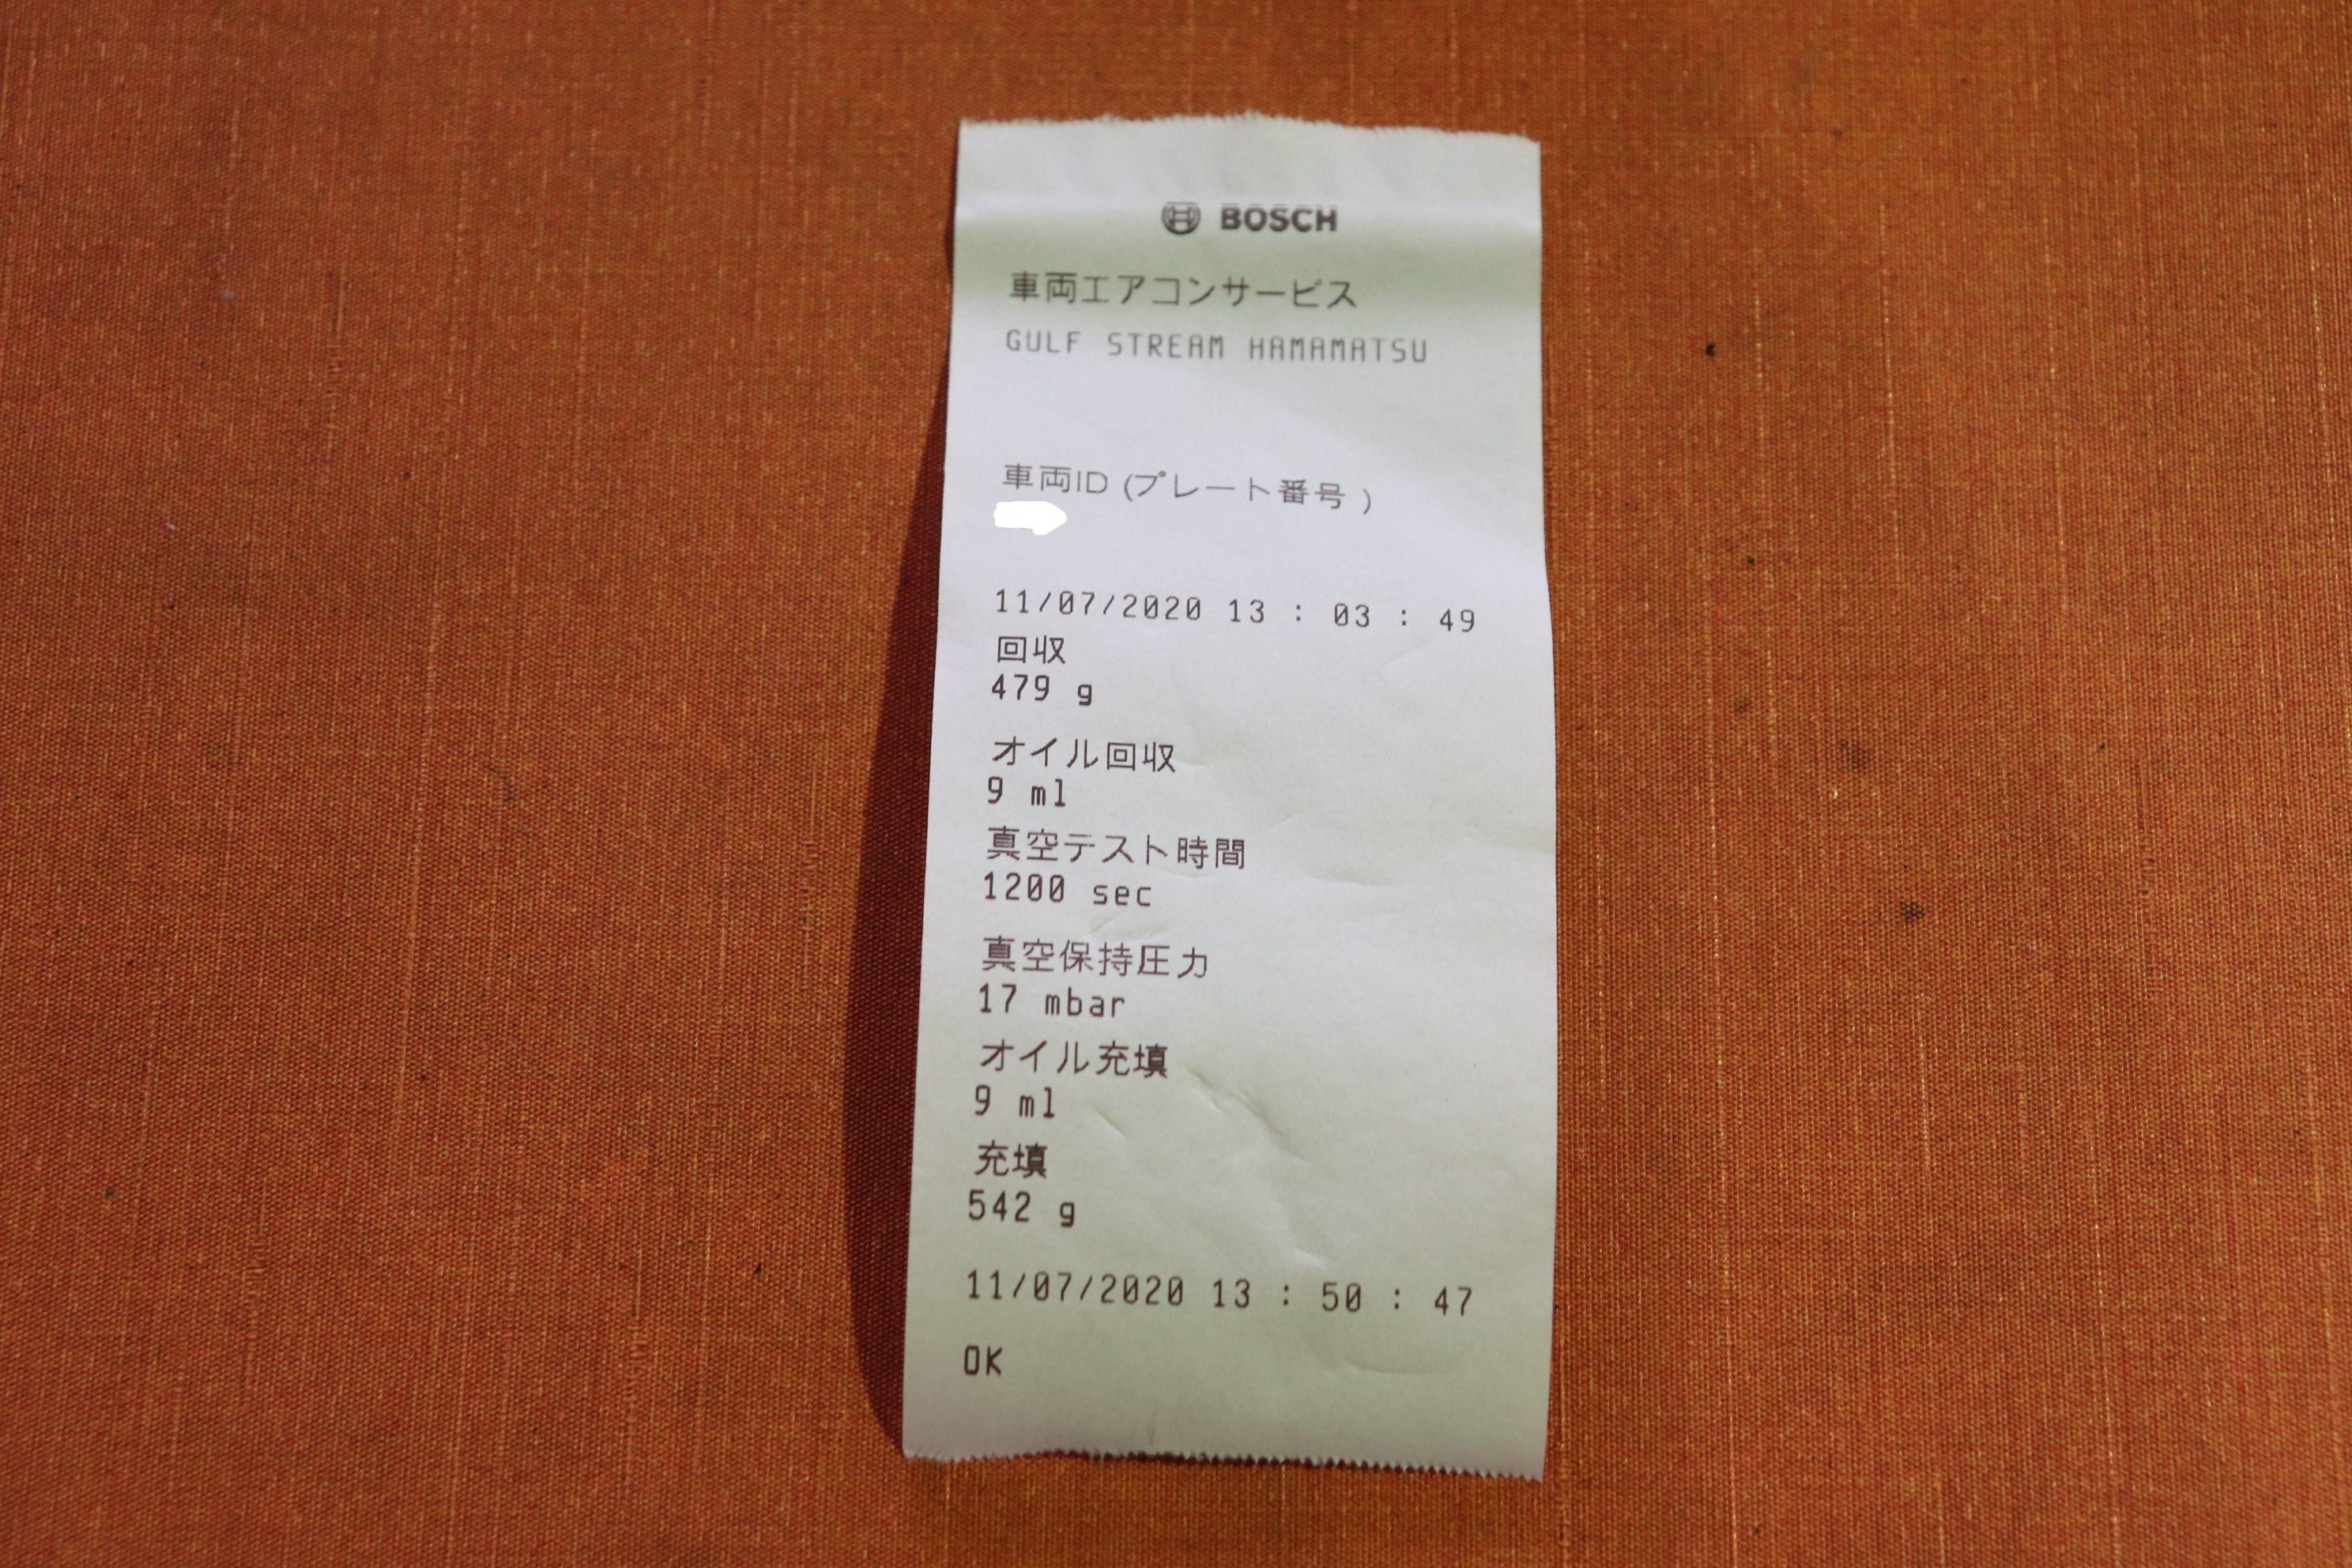 BOSCH
車両エアコンサービス
GULF STREAM HAMAMATSU
車両ID (プレート番号 )
11/07/2020 13 : 03 : 49
回収
479 g
オイル回収
9 ml
真空テスト時間
1200 sec
真空保持圧力
17 mbar
オイル充填
9 ml
充填
542 g
11/07/2020 13 : 50 : 47
OK